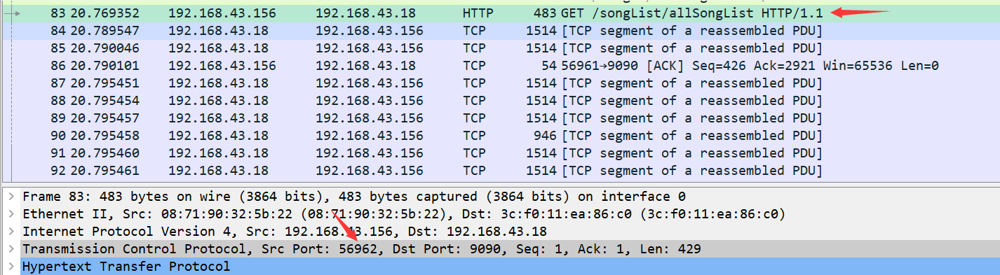 83 20.769352 192.168.43.156 192.168.43.18 HTTP 483 GET /songList/allSongList HTTP/1.1
84 20.789547 192.168.43.18 192.168.43.156 TCP 1514 [TCP segment of a reassembled PDU]
85 20.790046 192.168.43.18 192.168.43.156 TCP 1514 [TCP segment of a reassembled PDU]
86 20.790101 192.168.43.156 192.168.43.18 TCP 54 56961→9090 [ACK] Seq=426 Ack=2921 Win=65536 Len=0
87 20.795451 192.168.43.18 192.168.43.156 TCP 1514 [TCP segment of a reassembled PDU]
88 20.795454 192.168.43.18 192.168.43.156 TCP 1514 [TCP segment of a reassembled PDU]
89 20.795457 192.168.43.18 192.168.43.156 TCP 1514 [TCP segment of a reassembled PDU]
90 20.795458 192.168.43.18 192.168.43.156 TCP 946 [TCP segment of a reassembled PDU]
91 20.795460 192.168.43.18 192.168.43.156 TCP 1514 [TCP segment of a reassembled PDU]
92 20.795461 192.168.43.18 192.168.43.156 TCP 1514 [TCP segment of a reassembled PDU]
Frame 83: 483 bytes on wire (3864 bits), 483 bytes captured (3864 bits) on interface 0
Ethernet II, Src: 08:71:90:32:5b:22 (08:71:90:32:5b:22), Dst: 3c:f0:11:ea:86:c0 (3c:f0:11:ea:86:c0)
Internet Protocol Version 4, Src: 192.168.43.156, Dst: 192.168.43.18
Transmission Control Protocol, Src Port: 56962, Dst Port: 9090, Seq: 1, Ack: 1, Len: 429
Hypertext Transfer Protocol